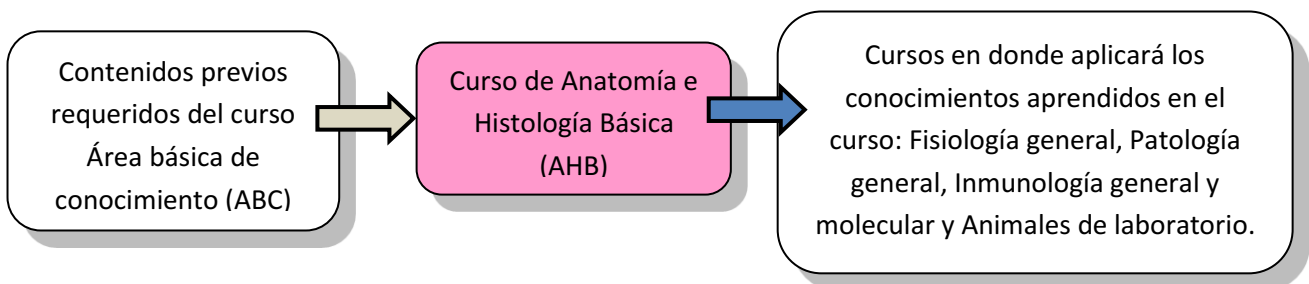 Contenidos previos
requeridos del curso
Área básica de
conocimiento (ABC)
Curso de Anatomía e
Histología Básica
(AHB)
Cursos en donde aplicará los
conocimientos aprendidos en el
curso: Fisiología general, Patología
general, Inmunología general y
molecular y Animales de laboratorio.